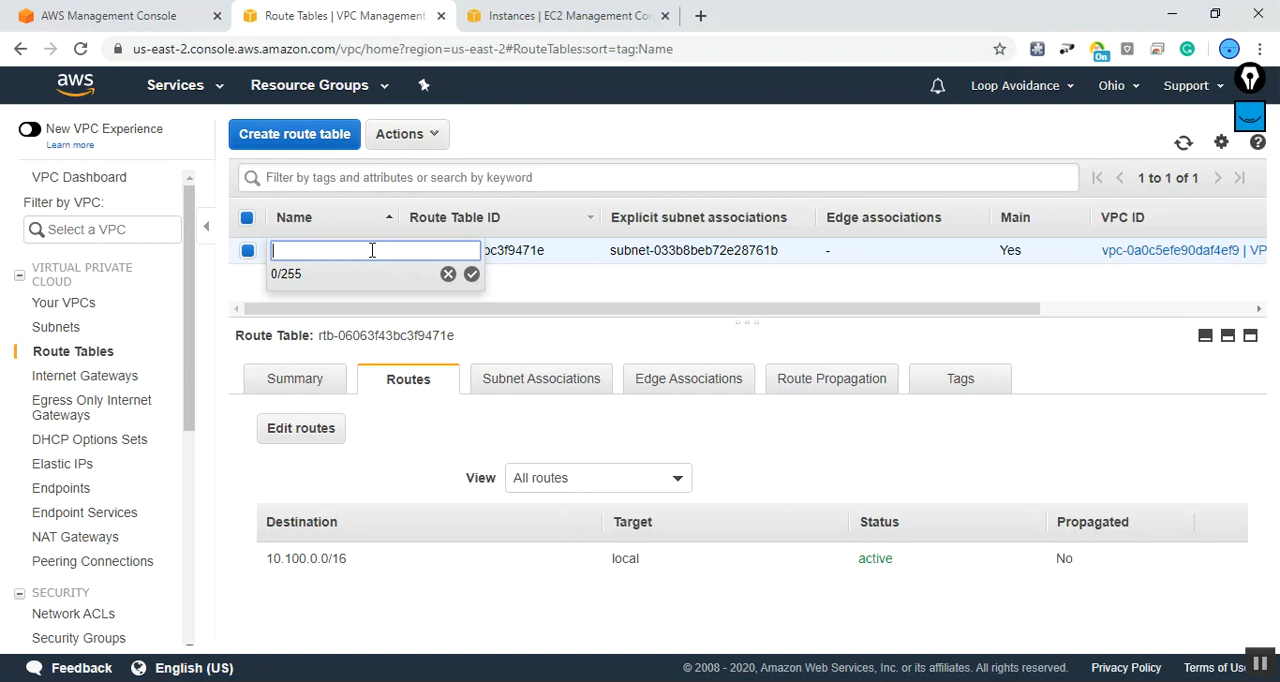 AWS Management Console
Route Tables | VPC Management
Instances | EC2 Management Co
us-east-2.console.aws.amazon.com/vpc/home?region=us-east-2#RouteTables:sort=tag:Name
On
aws
Services
Resource Groups
Loop Avoidance
Ohio
Support
New VPC Experience
Learn more
VPC Dashboard
Filter by VPC:
Select a VPC
VIRTUAL PRIVATE
CLOUD
Your VPCs
Subnets
Route Tables
Internet Gateways
Egress Only Internet
Gateways
DHCP Options Sets
Elastic IPs
Endpoints
Endpoint Services
NAT Gateways
Peering Connections
SECURITY
Network ACLs
Security Groups
Create route table
Actions
Filter by tags and attributes or search by keyword
1 to 1 of 1
Name
Route Table ID
Explicit subnet associations
Edge associations
Main
VPC ID
bc3f9471e
subnet-033b8beb72e28761b
-
Yes
vpc-0a0c5efe90daf4ef9 | VP
0/255
Route Table: rtb-06063f43bc3f9471e
Summary
Routes
Subnet Associations
Edge Associations
Route Propagation
Tags
Edit routes
View
All routes
Destination
Target
Status
Propagated
10.100.0.0/16
local
active
No
Feedback
English (US)
© 2008 - 2020, Amazon Web Services, Inc. or its affiliates. All rights reserved.
Privacy Policy
Terms of Us